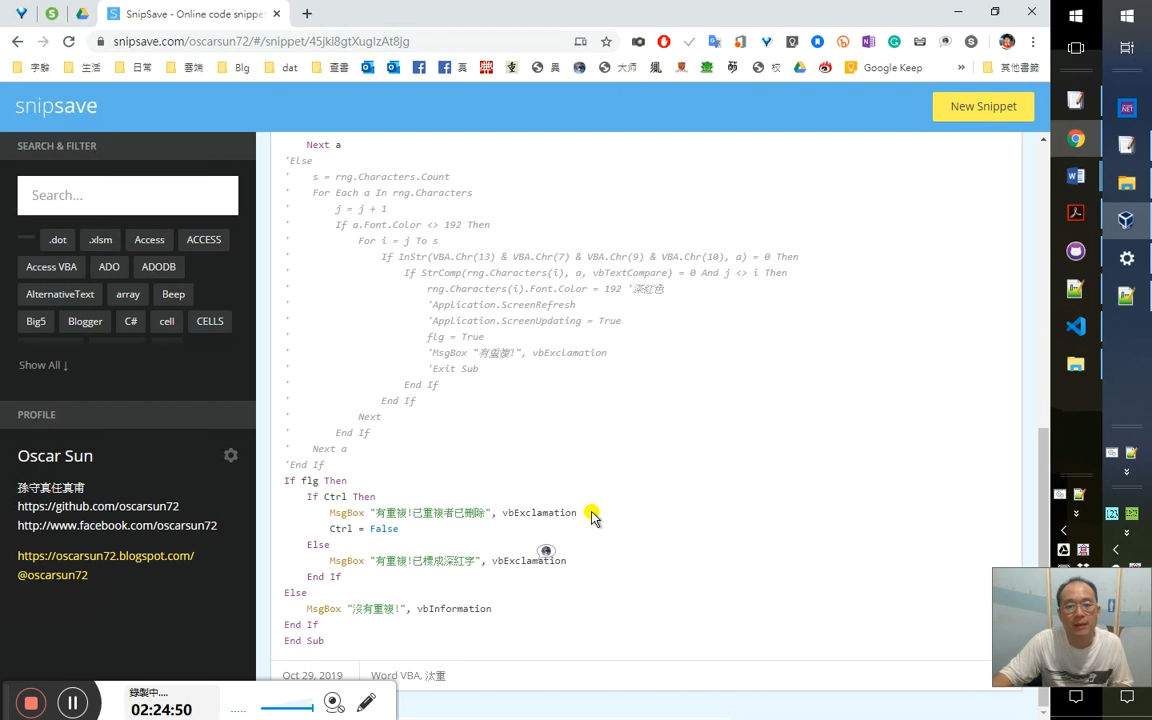 SnipSave - Online code snippet
snipsave.com/oscarsun72/#/snippet/45jki8gtXuglzAt8gjg
字辭
生活
日常
雲端
Blg
dat
查書
真
異
大师
校
Google Keep
»
其他書籤
snipsave
New Snippet
SEARCH & FILTER
Search...
.dot .xlsm Access ACCESS
Access VBA ADO ADODB
AlternativeText array Beep
Big5 Blogger C# cell CELLS
Show All ↓
PROFILE
Oscar Sun
孫守真任真甫
https://github.com/oscarsun72
http://www.facebook.com/oscarsun72
https://oscarsun72.blogspot.com/
@oscarsun72
Next a
'Else
' s = rng.Characters.Count
' For Each a In rng.Characters
' j = j + 1
' If a.Font.Color <> 192 Then
' For i = j To s
' If InStr(VBA.Chr(13) & VBA.Chr(7) & VBA.Chr(9) & VBA.Chr(10), a) = 0 Then
' If StrComp(rng.Characters(i), a, vbTextCompare) = 0 And j <> i Then
' rng.Characters(i).Font.Color = 192 '深紅色
' 'Application.ScreenRefresh
' 'Application.ScreenUpdating = True
' flg = True
' 'MsgBox "有重複!", vbExclamation
' 'Exit Sub
' End If
' End If
' Next
' End If
' Next a
'End If
If flg Then
If Ctrl Then
MsgBox "有重複!已重複者已刪除", vbExclamation
Ctrl = False
Else
MsgBox "有重複!已標成深紅字", vbExclamation
End If
Else
MsgBox "沒有重複!", vbInformation
End If
End Sub
Oct 29, 2019
Word VBA, 汰重
錄製中....
02:24:50